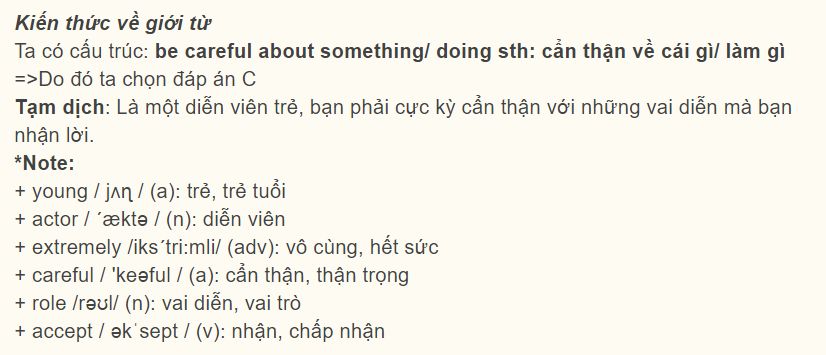 Kiến thức về giới từ
Ta có cấu trúc: be careful about something/ doing sth: cẩn thận về cái gì/ làm gì
=>Do đó ta chọn đáp án C
Tạm dịch: Là một diễn viên trẻ, bạn phải cực kỳ cẩn thận với những vai diễn mà bạn
nhận lời.
*Note:
+ young / jʌɳ / (a): trẻ, trẻ tuổi
+ actor / ´æktə / (n): diễn viên
+ extremely /iks´tri:mli/ (adv): vô cùng, hết sức
+ careful / 'keəful / (a): cẩn thận, thận trọng
+ role /rəʊl/ (n): vai diễn, vai trò
+ accept / əkˈsept / (v): nhận, chấp nhận